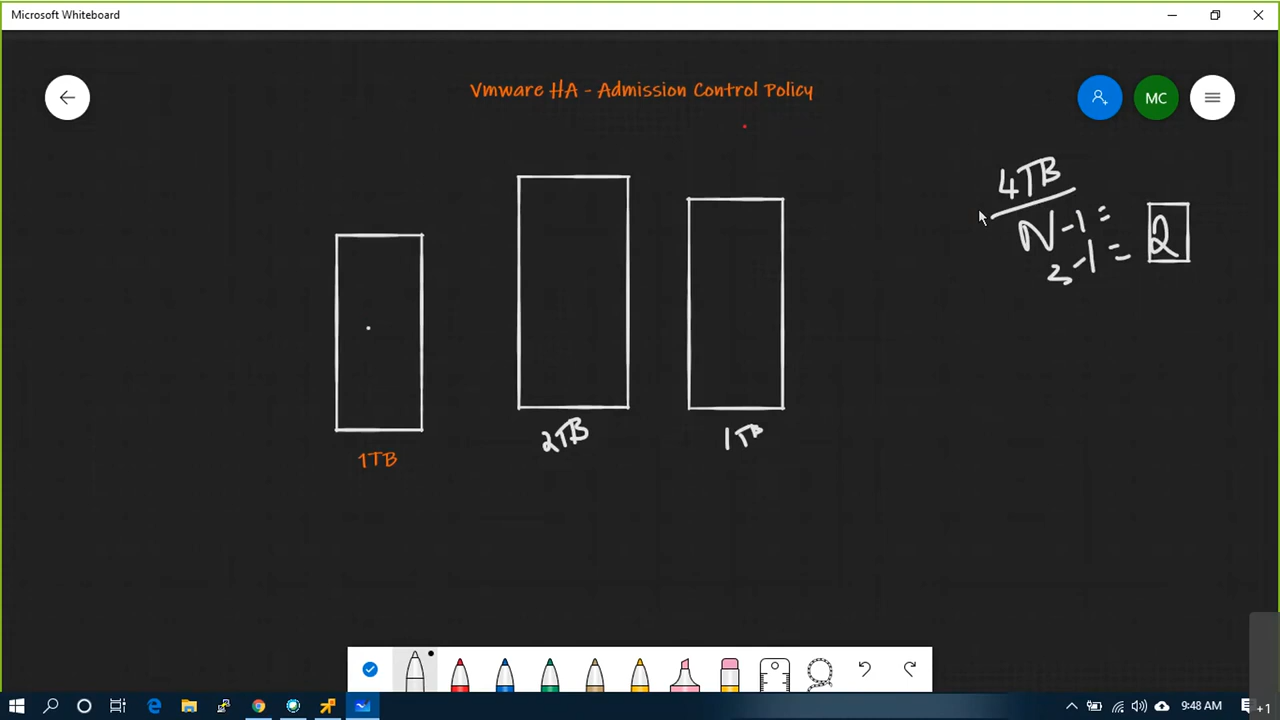 Microsoft Whiteboard
Vmware HA - Admission Control Policy
MC
4TB
N-1=
3-1= 2
1TB
2TB
1TB
9:48 AM
+1